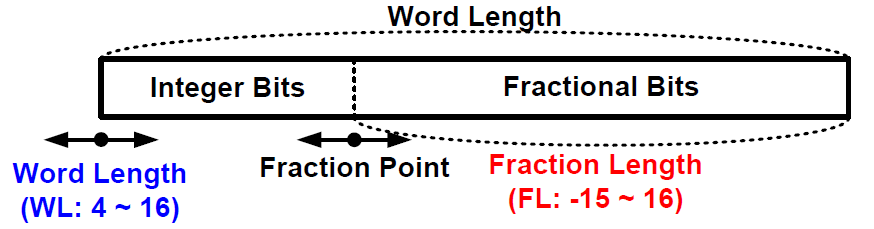 Word Length
Integer Bits
Fractional Bits
Word Length
(WL: 4 ~ 16)
Fraction Point
Fraction Length
(FL: -15 ~ 16)